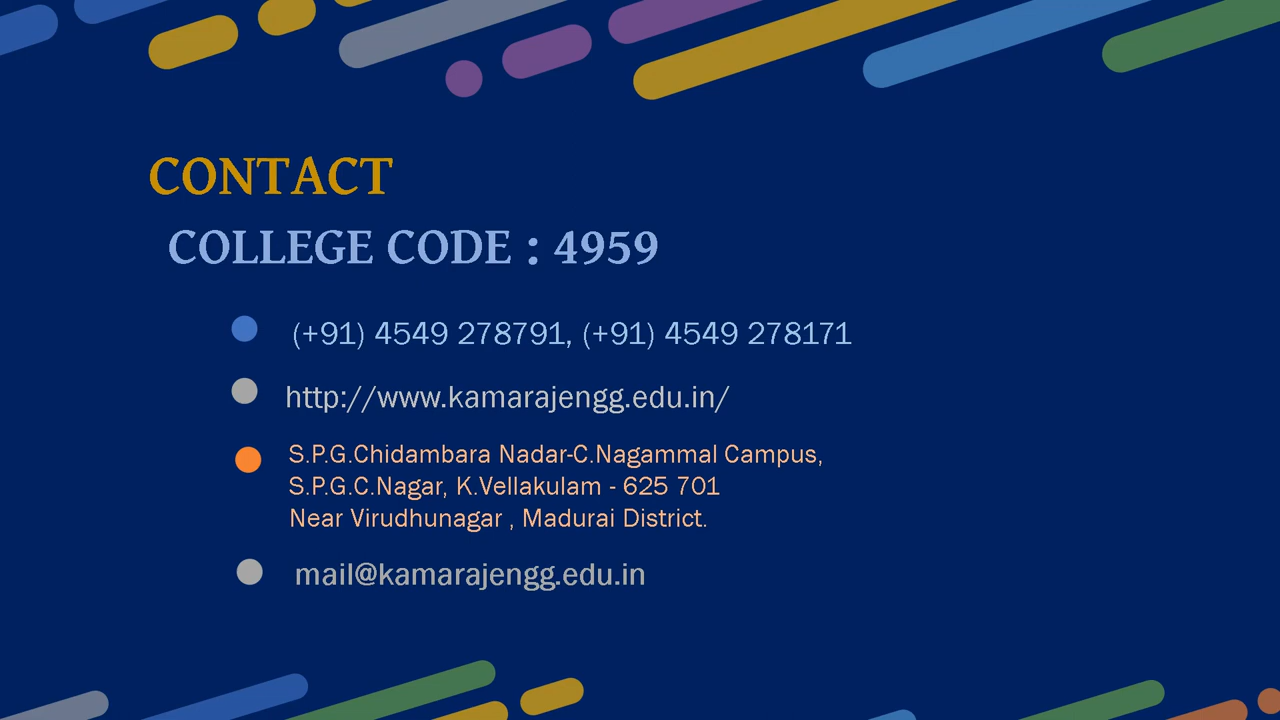 CONTACT
COLLEGE CODE : 4959
(+91) 4549 278791, (+91) 4549 278171
http://www.kamarajengg.edu.in/
S.P.G.Chidambara Nadar-C.Nagammal Campus,
S.P.G.C.Nagar, K.Vellakulam - 625 701
Near Virudhunagar , Madurai District.
mail@kamarajengg.edu.in